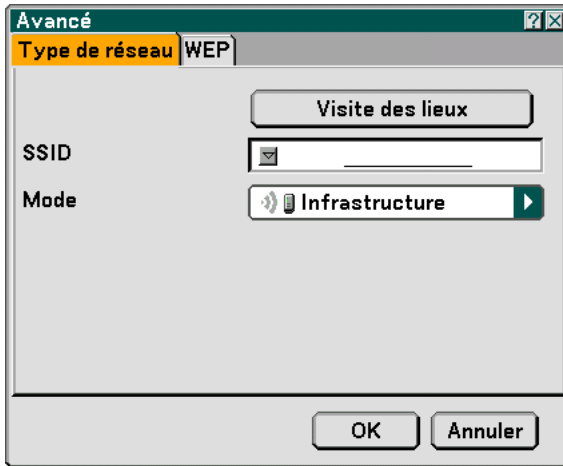 Avancé
Type de réseau WEP
Visite des lieux
SSID
Mode Infrastructure
OK Annuler